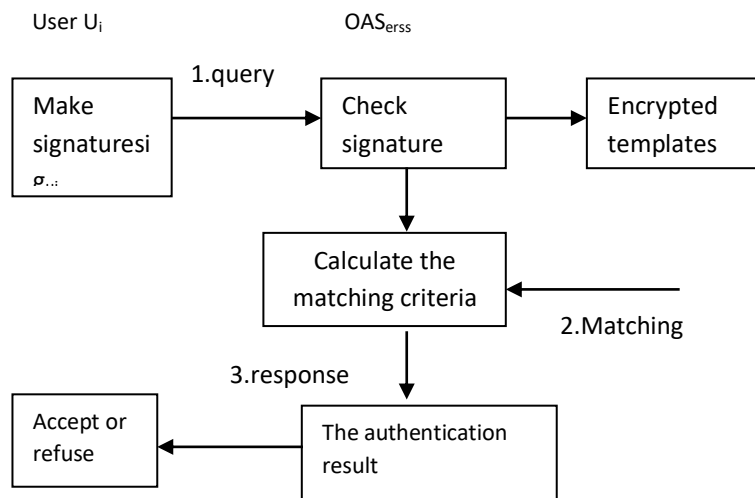 User Ui
OASerss
1.query
Make
signaturesi
Check
signature
Encrypted
templates
Calculate the
matching criteria
2.Matching
3.response
Accept or
refuse
The authentication
result